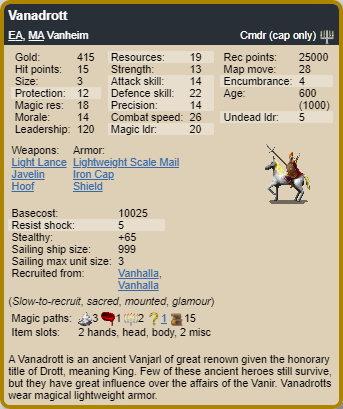 Vanadrott
EA, MA Vanheim Cmdr (cap only)
Gold: 415 Resources: 19 Rec points: 25000
Hit points: 15 Strength: 13 Map move: 28
Size: 3 Attack skill: 14 Encumbrance: 4
Protection: 12 Defence skill: 22 Age: 600
Magic res: 18 Precision: 14 (1000)
Morale: 14 Combat speed: 26 Undead ldr: 5
Leadership: 120 Magic ldr: 20
Weapons: Armor:
Light Lance Lightweight Scale Mail
Javelin Iron Cap
Hoof Shield
Basecost: 10025
Resist shock: 5
Stealthy: +65
Sailing ship size: 999
Sailing max unit size: 3
Recruited from: Vanhalla,
Vanhalla
(Slow-to-recruit, sacred, mounted, glamour)
Magic paths: 3 1 2 ? 1 15
Item slots: 2 hands, head, body, 2 misc
A Vanadrott is an ancient Vanjarl of great renown given the honorary
title of Drott, meaning King. Few of these ancient heroes still survive,
but they have great influence over the affairs of the Vanir. Vanadrotts
wear magical lightweight armor.